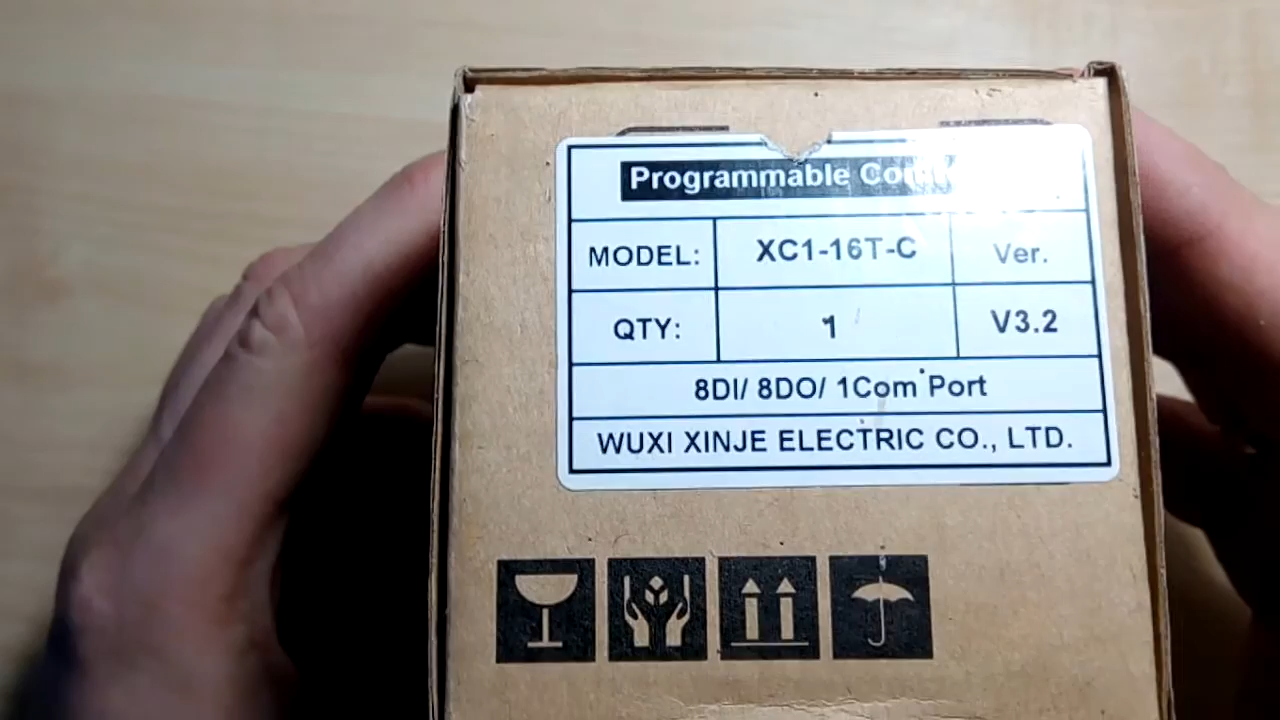 Programmable
MODEL: XC1-16T-C Ver.
QTY: 1 V3.2
8DI/ 8DO/ 1Com Port
WUXI XINJE ELECTRIC CO., LTD.